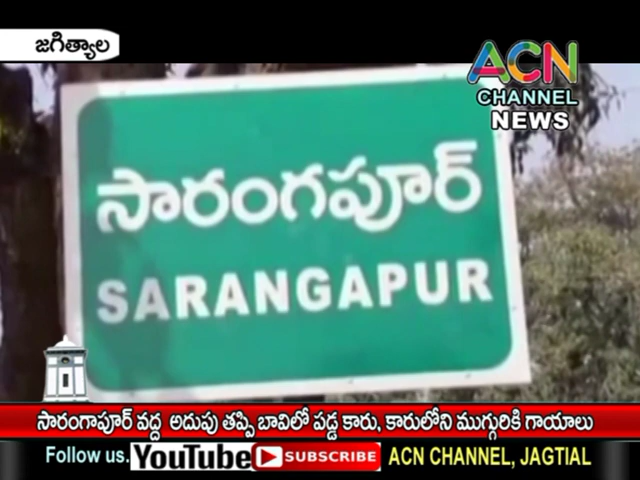 జగిత్యాల
ACN
CHANNEL
NEWS
సారంగపూర్
SARANGAPUR
సారంగాపూర్ వద్ద అదుపు తప్పి బావిలో పడ్డ కారు, కారులోని ముగ్గురికి గాయాలు
Follow us. YouTube SUBSCRIBE ACN CHANNEL, JAGTIAL